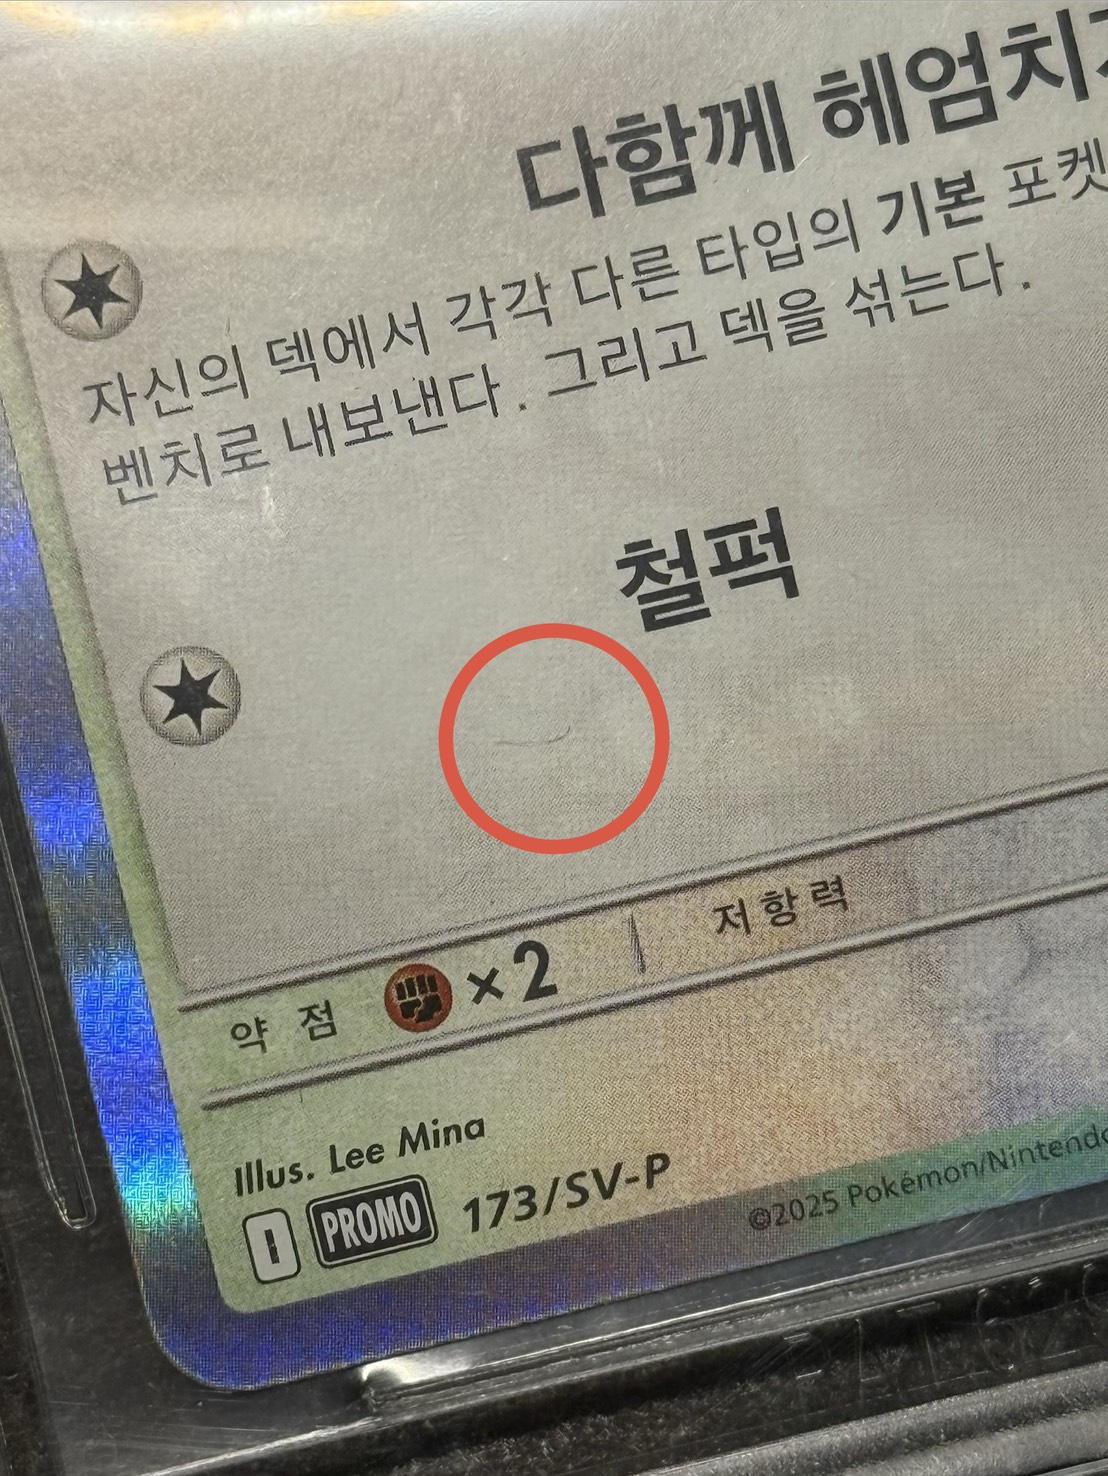 다함께 헤엄치
자신의 덱에서 각각 다른 타입의 기본 포켓
벤치로 내보낸다. 그리고 덱을 섞는다.
철퍽
약 점 ×2 저항력
Illus. Lee Mina
I PROMO 173/SV-P ©2025 Pokémon/Nintendo